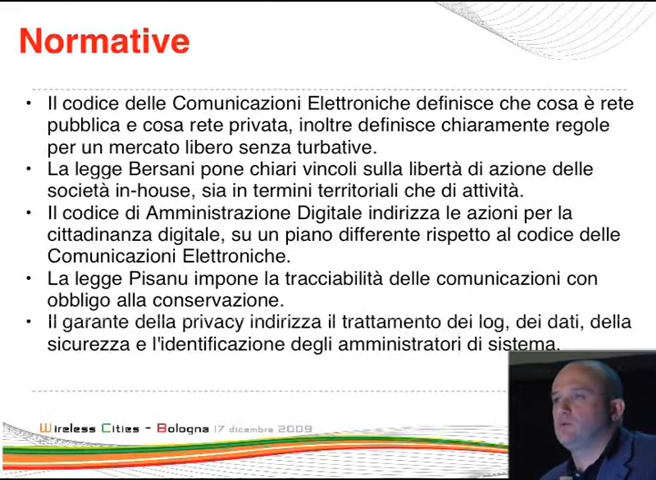 Normative
• Il codice delle Comunicazioni Elettroniche definisce che cosa è rete
pubblica e cosa rete privata, inoltre definisce chiaramente regole
per un mercato libero senza turbative.
• La legge Bersani pone chiari vincoli sulla libertà di azione delle
società in-house, sia in termini territoriali che di attività.
• Il codice di Amministrazione Digitale indirizza le azioni per la
cittadinanza digitale, su un piano differente rispetto al codice delle
Comunicazioni Elettroniche.
• La legge Pisanu impone la tracciabilità delle comunicazioni con
obbligo alla conservazione.
• Il garante della privacy indirizza il trattamento dei log, dei dati, della
sicurezza e l'identificazione degli amministratori di sistema.
Wireless Cities - Bologna 17 dicembre 2009